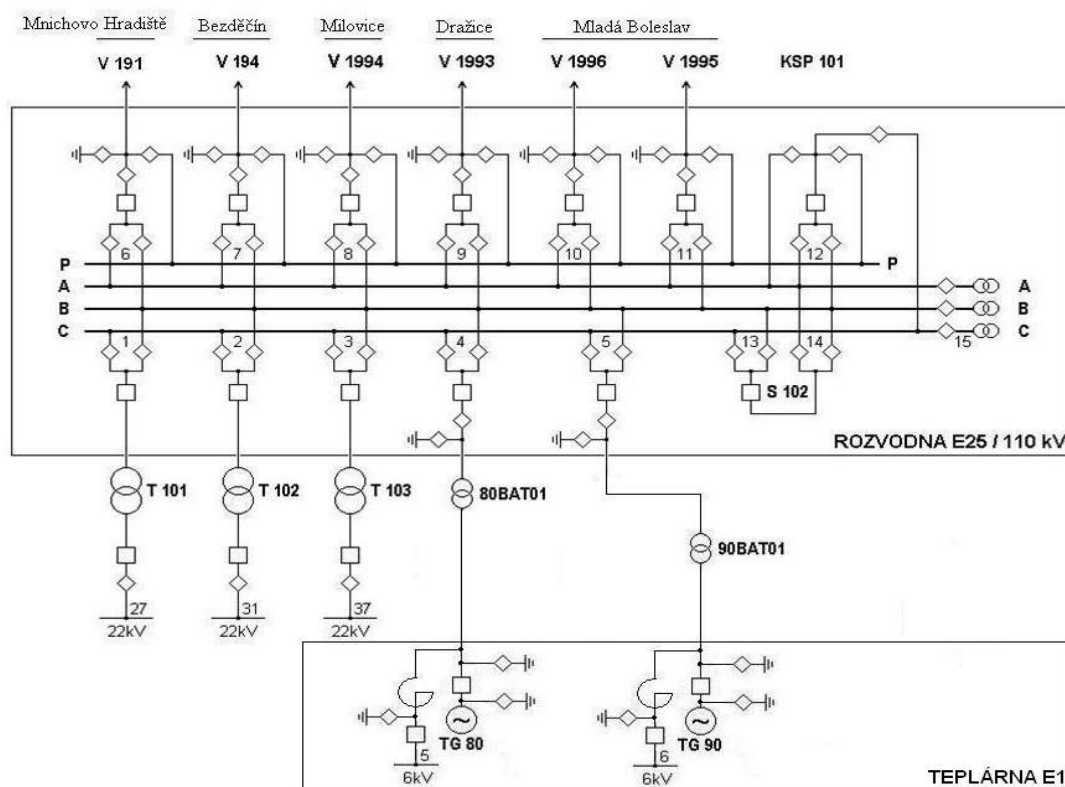 Mnichovo Hradiště Bezděčín Milovice Dražice Mladá Boleslav
V 191 V 194 V 1994 V 1993 V 1996 V 1995 KSP 101
6 7 8 9 10 11 12
P P
A A
B B
C C
1 2 3 4 5 13 14 15
S 102
ROZVODNA E25 / 110 kV
T 101 T 102 T 103 80BAT01
90BAT01
27 31 37
22kV 22kV 22kV
TG 80 TG 90
5 6
6kV 6kV
TEPLÁRNA E1